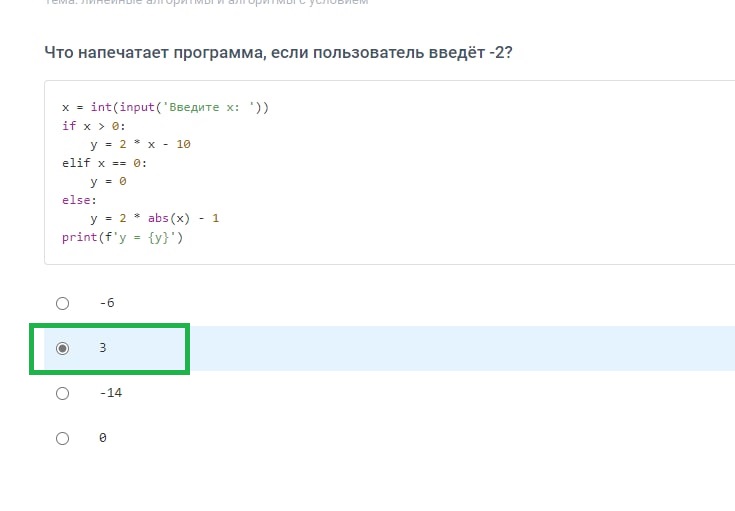 Тема: Линейные алгоритмы и алгоритмы с условием
Что напечатает программа, если пользователь введёт -2?
x = int(input('Введите x: '))
if x > 0:
    y = 2 * x - 10
elif x == 0:
    y = 0
else:
    y = 2 * abs(x) - 1
print(f'y = {y}')
-6
3
-14
0